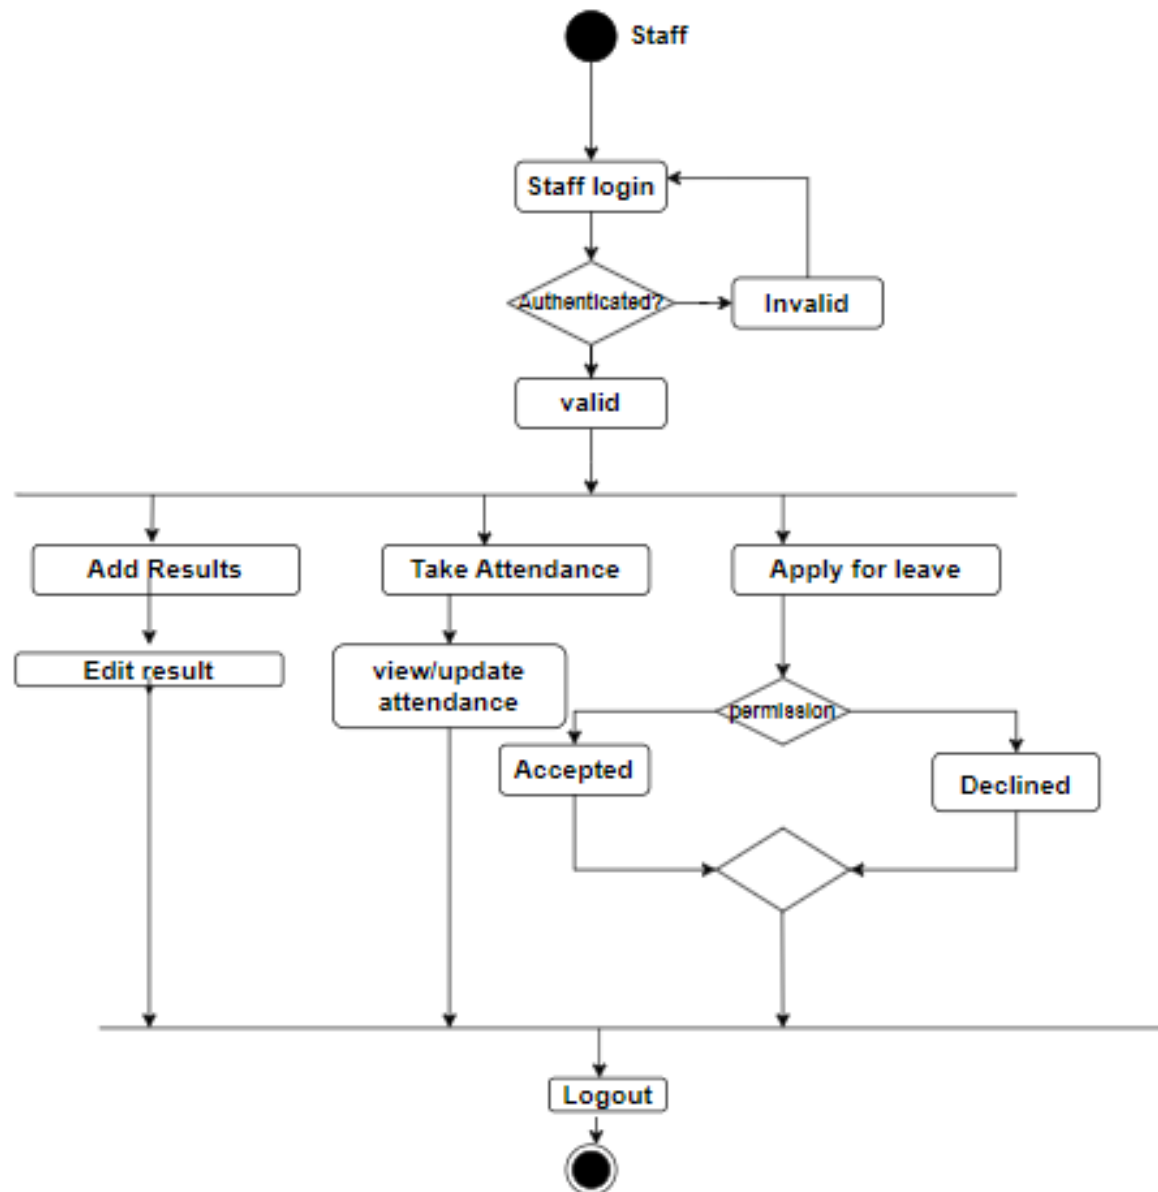 Staff
Staff login
Authenticated?
Invalid
valid
Add Results
Take Attendance
Apply for leave
Edit result
view/update
attendance
permission
Accepted
Declined
Logout